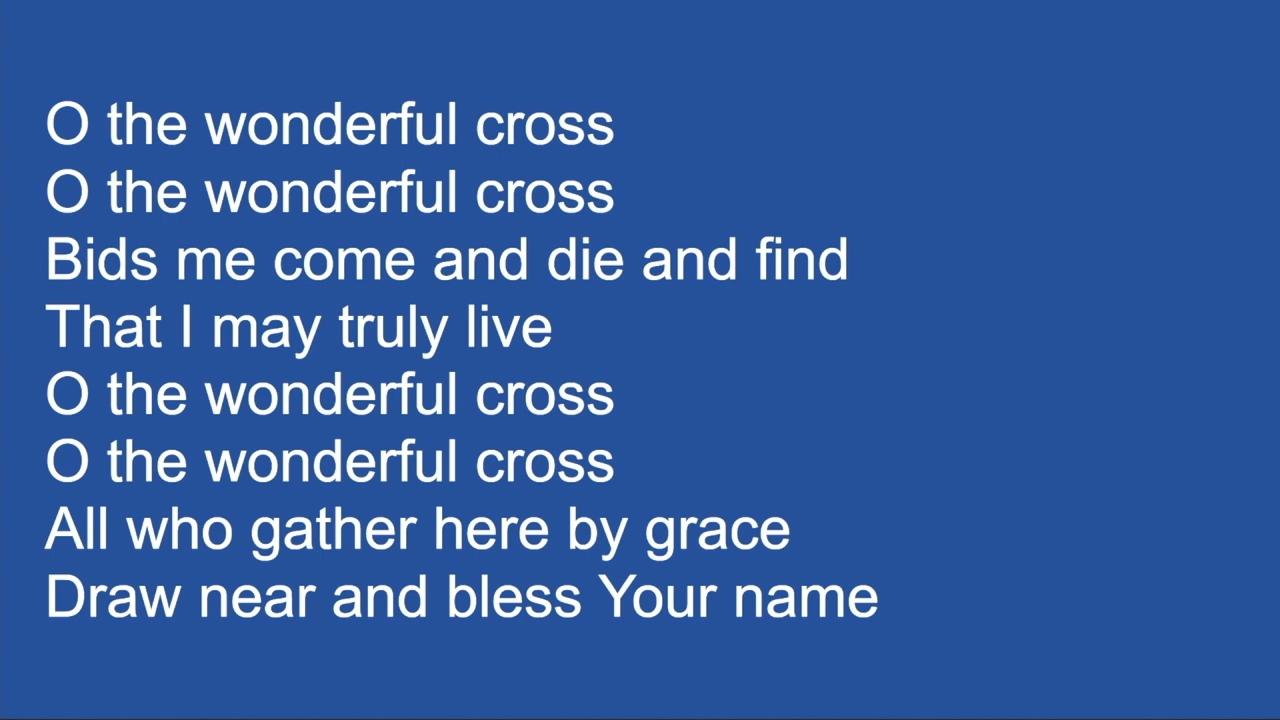 O the wonderful cross
O the wonderful cross
Bids me come and die and find
That I may truly live
O the wonderful cross
O the wonderful cross
All who gather here by grace
Draw near and bless Your name